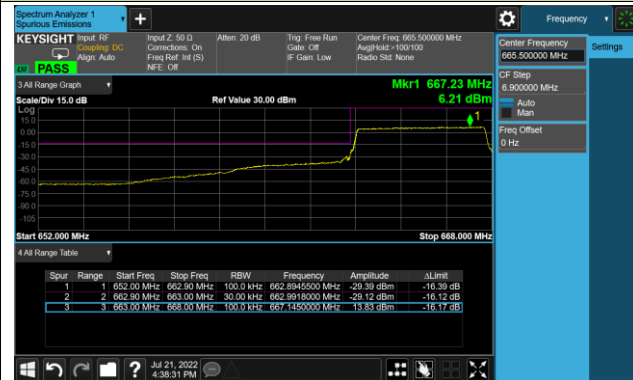 Spectrum Analyzer 1
Spurious Emissions
+
Frequency
KEYSIGHT
Input: RF
Coupling: DC
Align: Auto
Input Z: 50 Ω
Corrections: On
Freq Ref: Int (S)
NFE: Off
Atten: 20 dB
Trig: Free Run
Gate: Off
IF Gain: Low
Center Freq: 665.500000 MHz
Avg|Hold:>100/100
Radio Std: None
PASS
Center Frequency
665.500000 MHz
Settings
CF Step
6.900000 MHz
Auto
Man
Freq Offset
0 Hz
3 All Range Graph
Mkr1 667.23 MHz
Scale/Div 15.0 dB
Ref Value 30.00 dBm
6.21 dBm
Log
15.0
0.00
-15.0
-30.0
-45.0
-60.0
-75.0
-90.0
-105
1
Start 652.000 MHz
Stop 668.000 MHz
4 All Range Table
Spur Range Start Freq Stop Freq RBW Frequency Amplitude ΔLimit
1 1 652.00 MHz 662.90 MHz 100.0 kHz 662.8945500 MHz -29.39 dBm -16.39 dB
2 2 662.90 MHz 663.00 MHz 30.00 kHz 662.9918000 MHz -29.12 dBm -16.12 dB
3 3 663.00 MHz 668.00 MHz 100.0 kHz 667.1450000 MHz 13.83 dBm -16.17 dB
?
Jul 21, 2022
4:38:31 PM